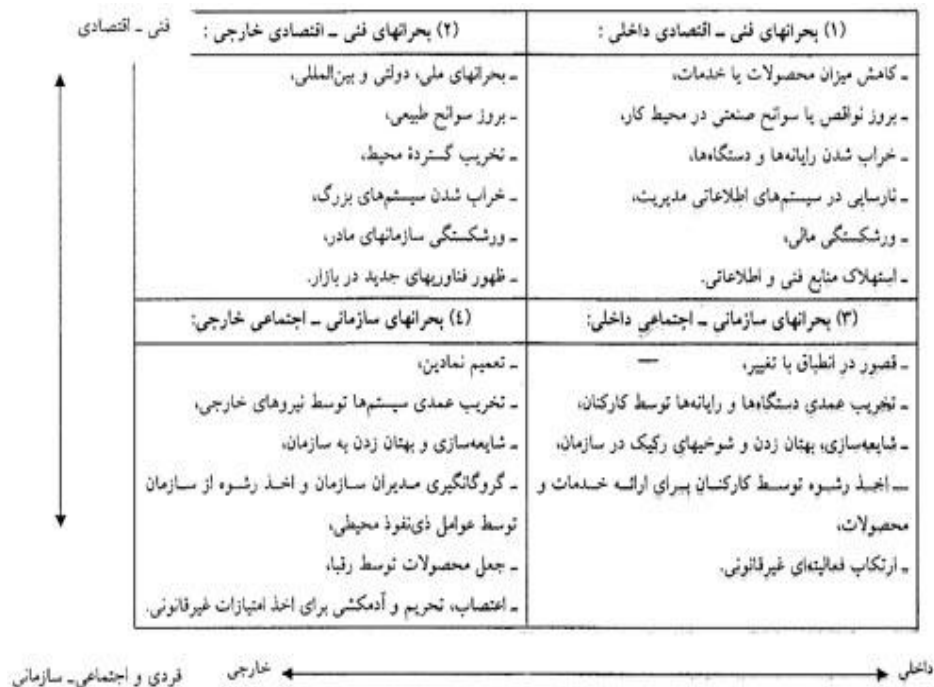 فنی ـ اقتصادی
(۱) بحرانهای فنی ـ اقتصادی داخلی :
ـ کاهش میزان محصولات یا خدمات،
ـ بروز نواقص یا سوانح صنعتی در محیط کار،
ـ خراب شدن رایانه‌ها و دستگاه‌ها،
ـ نارسایی در سیستم‌های اطلاعاتی مدیریت،
ـ ورشکستگی مالی،
ـ استهلاک منابع فنی و اطلاعاتی.
(۲) بحرانهای فنی ـ اقتصادی خارجی :
ـ بحرانهای ملی، دولتی و بین‌المللی،
ـ بروز سوانح طبیعی،
ـ تخریب گستردهٔ محیط،
ـ خراب شدن سیستم‌های بزرگ،
ـ ورشکستگی سازمانهای مادر،
ـ ظهور فناوریهای جدید در بازار.
(۳) بحرانهای سازمانی ـ اجتماعی داخلی:
ـ قصور در انطباق با تغییر،
ـ تخریب عمدی دستگاه‌ها و رایانه‌ها توسط کارکنان،
ـ شایعه‌سازی، بهتان زدن و شوخیهای رکیک در سازمان،
ـ اخذ رشوه توسط کارکنان برای ارائه خدمات و
محصولات،
ـ ارتکاب فعالیتهای غیرقانونی.
(٤) بحرانهای سازمانی ـ اجتماعی خارجی:
ـ تعمیم نمادین،
ـ تخریب عمدی سیستم‌ها توسط نیروهای خارجی،
ـ شایعه‌سازی و بهتان زدن به سازمان،
ـ گروگانگیری مدیران سازمان و اخذ رشوه از سازمان
توسط عوامل ذی‌نفوذ محیطی،
ـ جعل محصولات توسط رقبا،
ـ اعتصاب، تحریم و آدمکشی برای اخذ امتیازات غیرقانونی.
داخلی
خارجی
فردی و اجتماعی‌ـ سازمانی